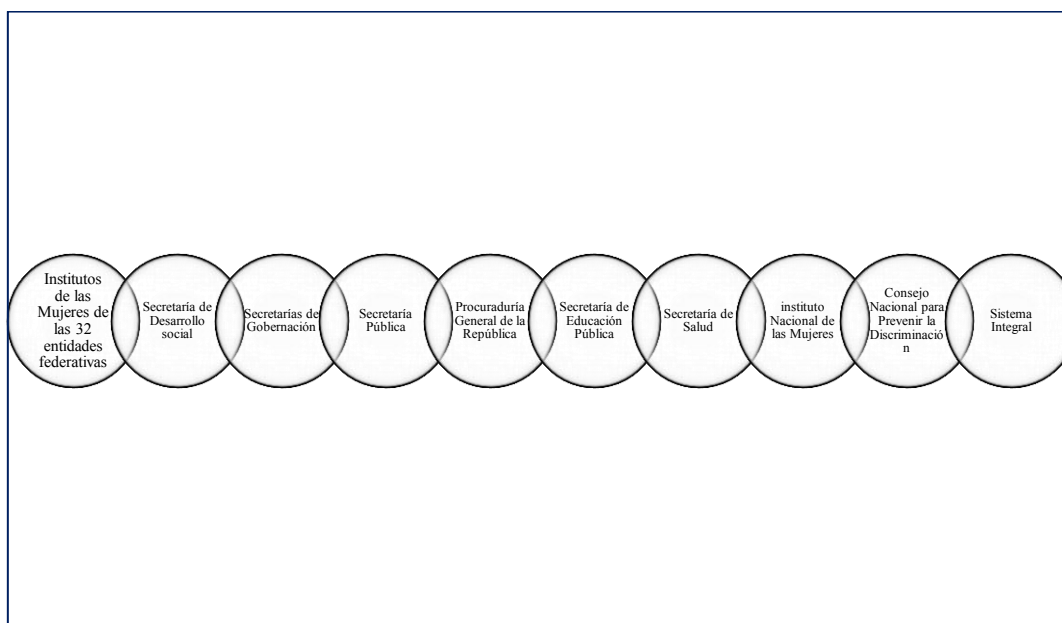 Institutos
de las
Mujeres de
las 32
entidades
federativas
Secretaría de
Desarrollo
social
Secretarías de
Gobernación
Secretaría
Pública
Procuraduría
General de la
República
Secretaría de
Educación
Pública
Secretaría de
Salud
instituto
Nacional de
las Mujeres
Consejo
Nacional para
Prevenir la
Discriminació
n
Sistema
Integral